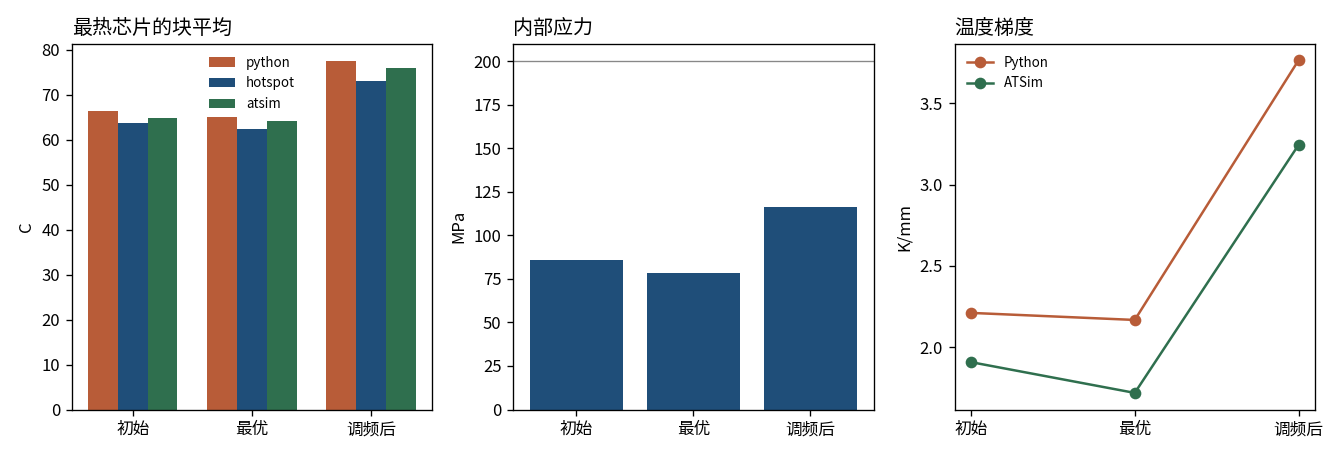 最热芯片的块平均
80
70
60
50
40
30
20
10
0
C
python
hotspot
atsim
初始
最优
调频后
内部应力
200
175
150
125
100
75
50
25
0
MPa
初始
最优
调频后
温度梯度
3.5
3.0
2.5
2.0
K/mm
Python
ATSim
初始
最优
调频后